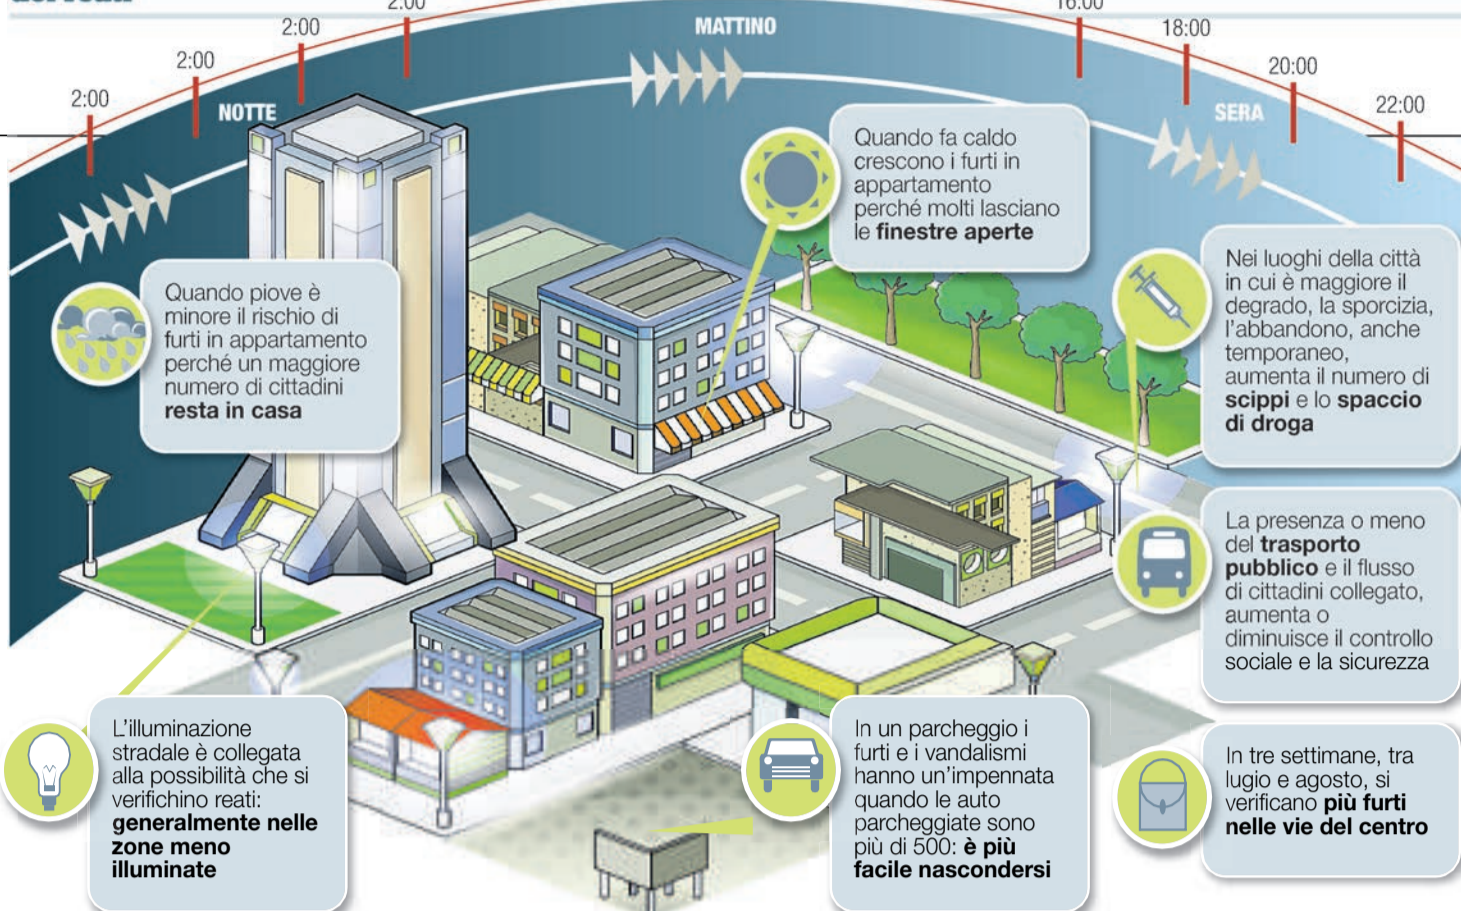 2:00
16:00
2:00
MATTINO
18:00
2:00
20:00
2:00
NOTTE
SERA
22:00
Quando fa caldo
crescono i furti in
appartamento
perché molti lasciano
le finestre aperte
Quando piove è
minore il rischio di
furti in appartamento
perché un maggiore
numero di cittadini
resta in casa
Nei luoghi della città
in cui è maggiore il
degrado, la sporcizia,
l'abbandono, anche
temporaneo,
aumenta il numero di
scippi e lo spaccio
di droga
La presenza o meno
del trasporto
pubblico e il flusso
di cittadini collegato,
aumenta o
diminuisce il controllo
sociale e la sicurezza
L'illuminazione
stradale è collegata
alla possibilità che si
verifichino reati:
generalmente nelle
zone meno
illuminate
In un parcheggio i
furti e i vandalismi
hanno un'impennata
quando le auto
parcheggiate sono
più di 500: è più
facile nascondersi
In tre settimane, tra
lugio e agosto, si
verificano più furti
nelle vie del centro